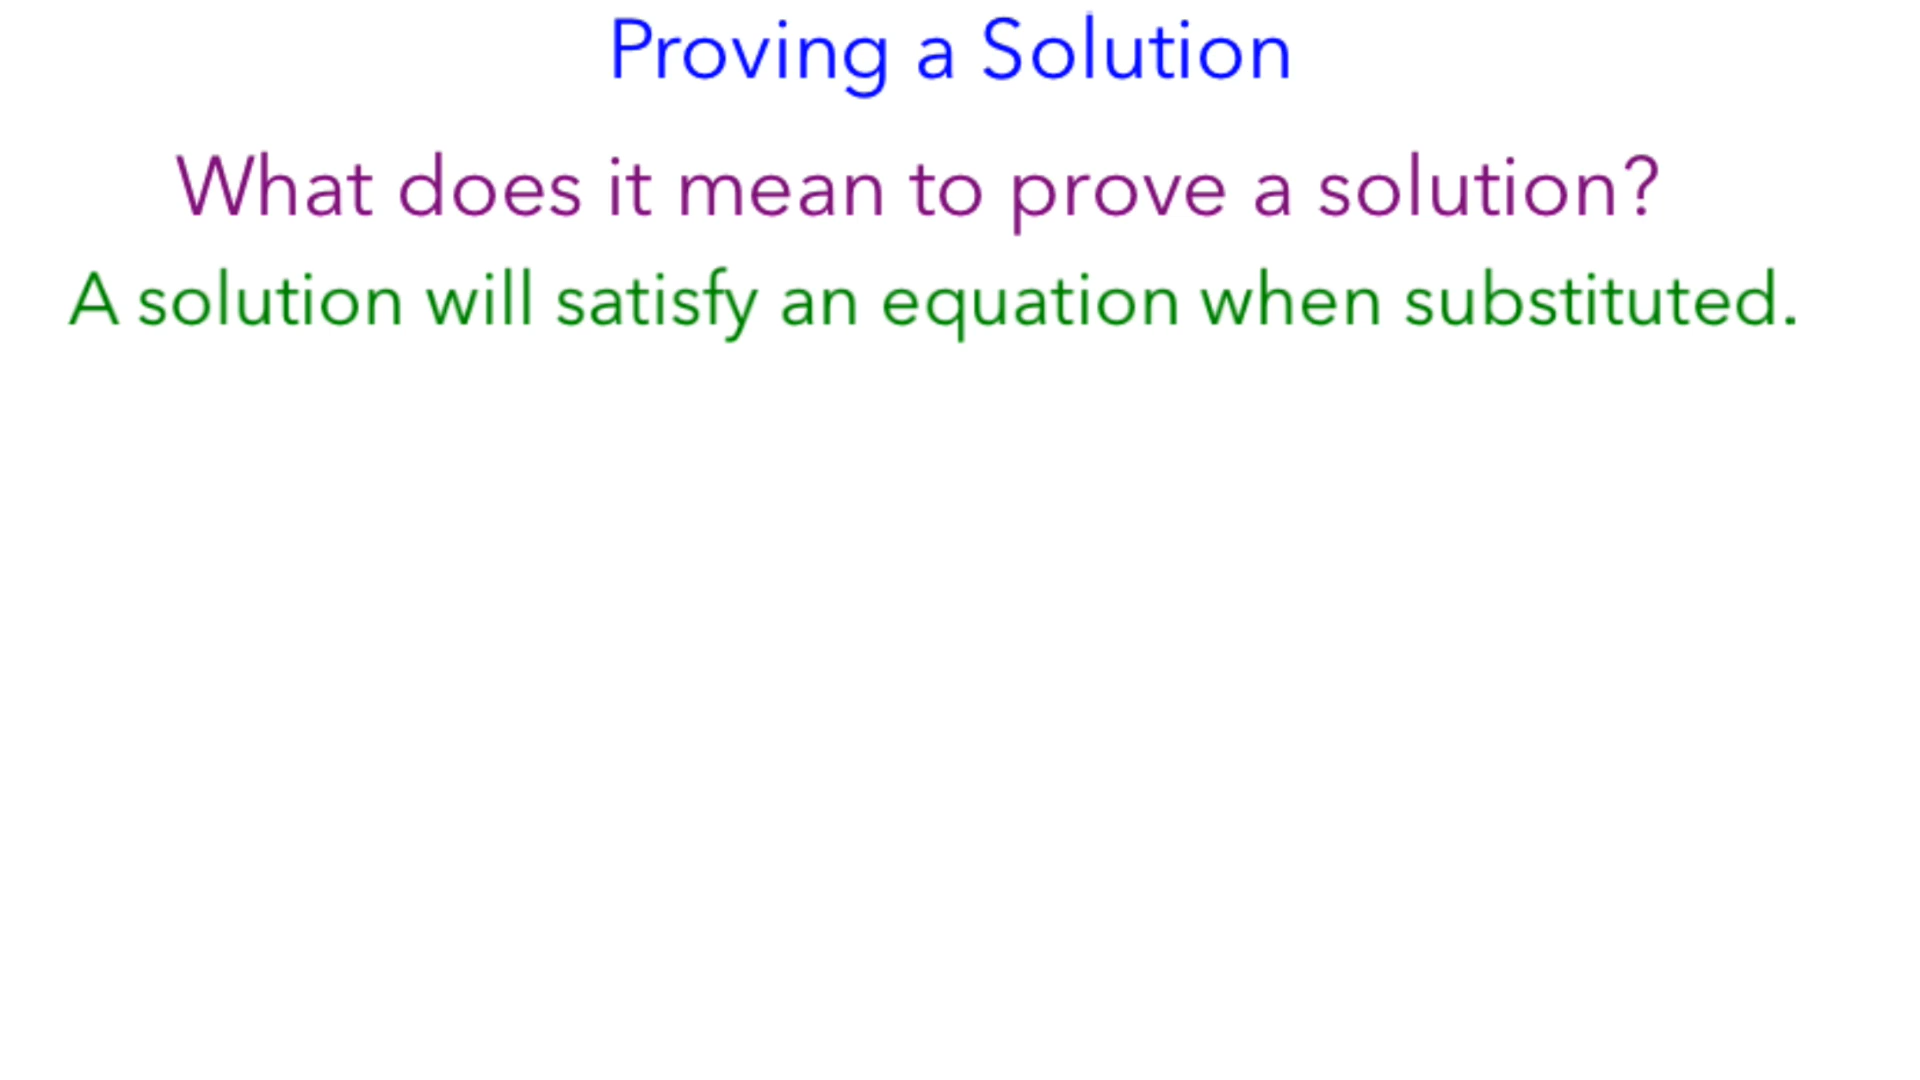 Proving a Solution
What does it mean to prove a solution?
A solution will satisfy an equation when substituted.